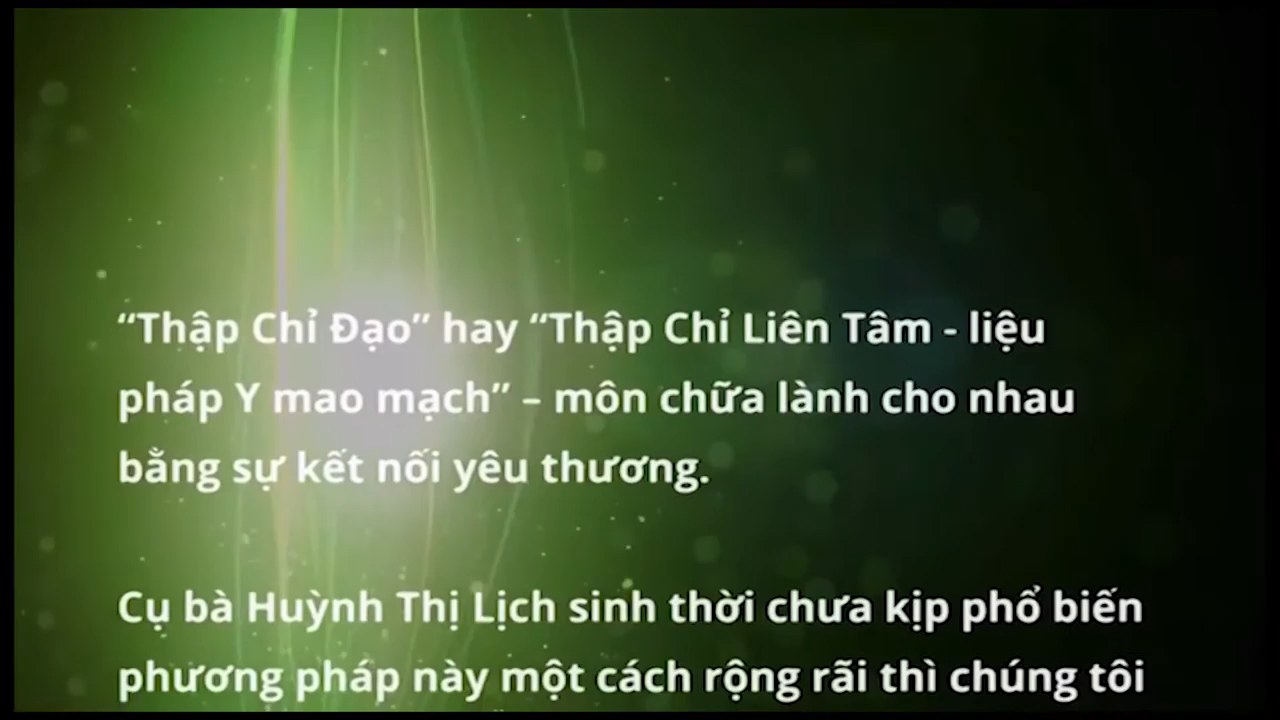 “Thập Chỉ Đạo” hay “Thập Chỉ Liên Tâm - liệu
pháp Y mao mạch” – môn chữa lành cho nhau
bằng sự kết nối yêu thương.
Cụ bà Huỳnh Thị Lịch sinh thời chưa kịp phổ biến
phương pháp này một cách rộng rãi thì chúng tôi